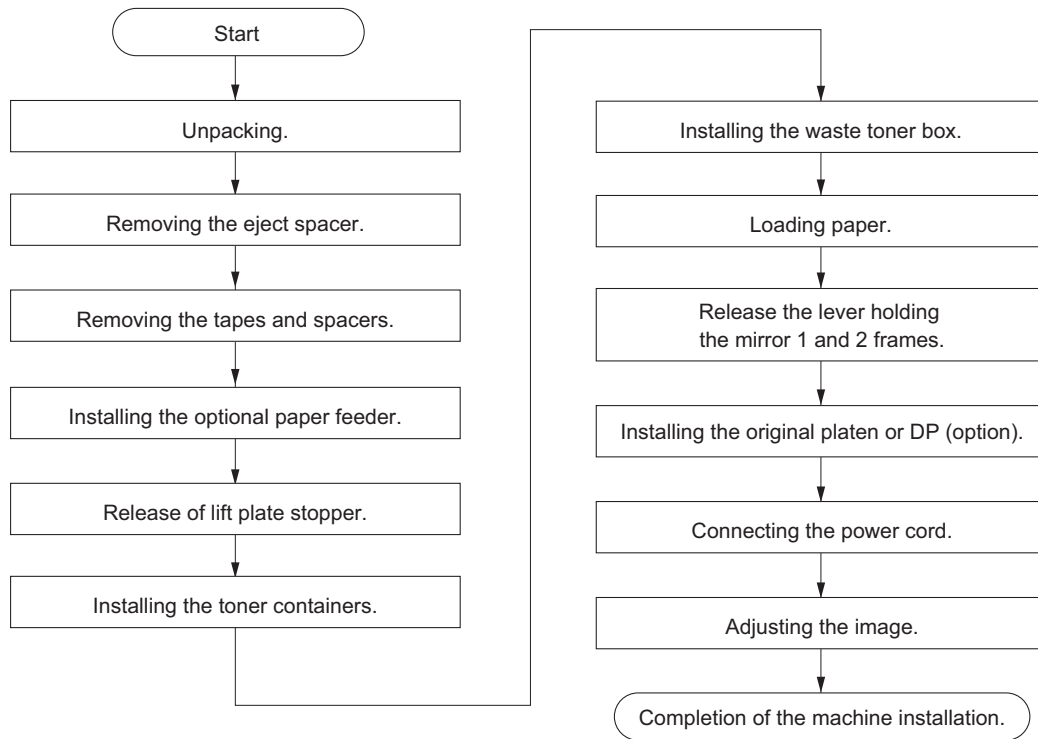 Start
Unpacking.
Removing the eject spacer.
Removing the tapes and spacers.
Installing the optional paper feeder.
Release of lift plate stopper.
Installing the toner containers.
Installing the waste toner box.
Loading paper.
Release the lever holding
the mirror 1 and 2 frames.
Installing the original platen or DP (option).
Connecting the power cord.
Adjusting the image.
Completion of the machine installation.